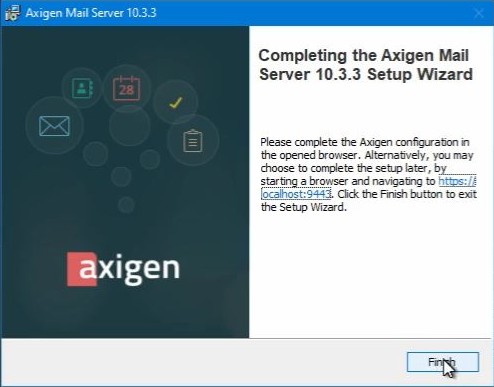 Axigen Mail Server 10.3.3
Completing the Axigen Mail
Server 10.3.3 Setup Wizard
28
Please complete the Axigen configuration in
the opened browser. Alternatively, you may
choose to complete the setup later, by
starting a browser and navigating to https://l
ocalhost:9443. Click the Finish button to exit
the Setup Wizard.
axigen
Finish